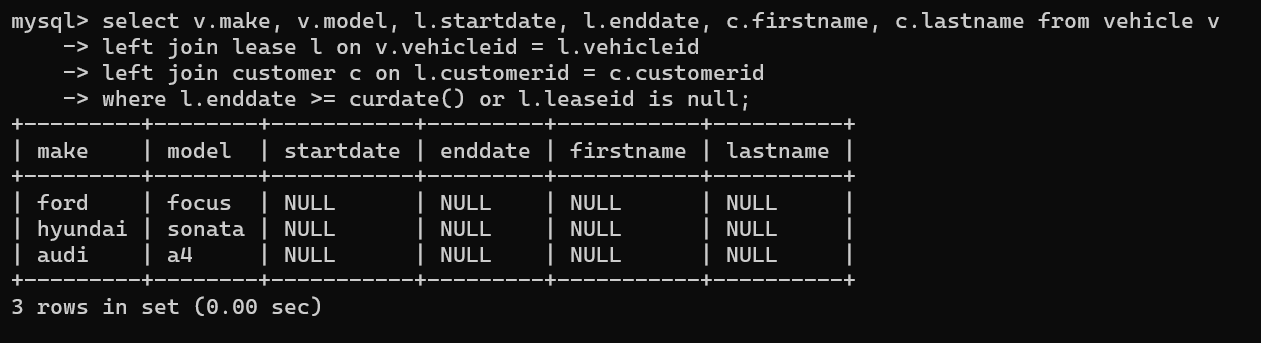 mysql> select v.make, v.model, l.startdate, l.enddate, c.firstname, c.lastname from vehicle v
    -> left join lease l on v.vehicleid = l.vehicleid
    -> left join customer c on l.customerid = c.customerid
    -> where l.enddate >= curdate() or l.leaseid is null;
+---------+--------+-----------+---------+-----------+----------+
| make    | model  | startdate | enddate | firstname | lastname |
+---------+--------+-----------+---------+-----------+----------+
| ford    | focus  | NULL      | NULL    | NULL      | NULL     |
| hyundai | sonata | NULL      | NULL    | NULL      | NULL     |
| audi    | a4     | NULL      | NULL    | NULL      | NULL     |
+---------+--------+-----------+---------+-----------+----------+
3 rows in set (0.00 sec)